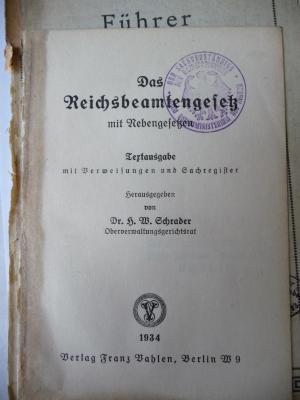 Führer
Das
Reichsbeamtengesetz
mit Nebengesetzen
Textausgabe
mit Verweisungen und Sachregister
Herausgegeben
von
Dr. H. W. Schrader
Oberverwaltungsgerichtsrat
1934
Verlag Franz Vahlen, Berlin W 9